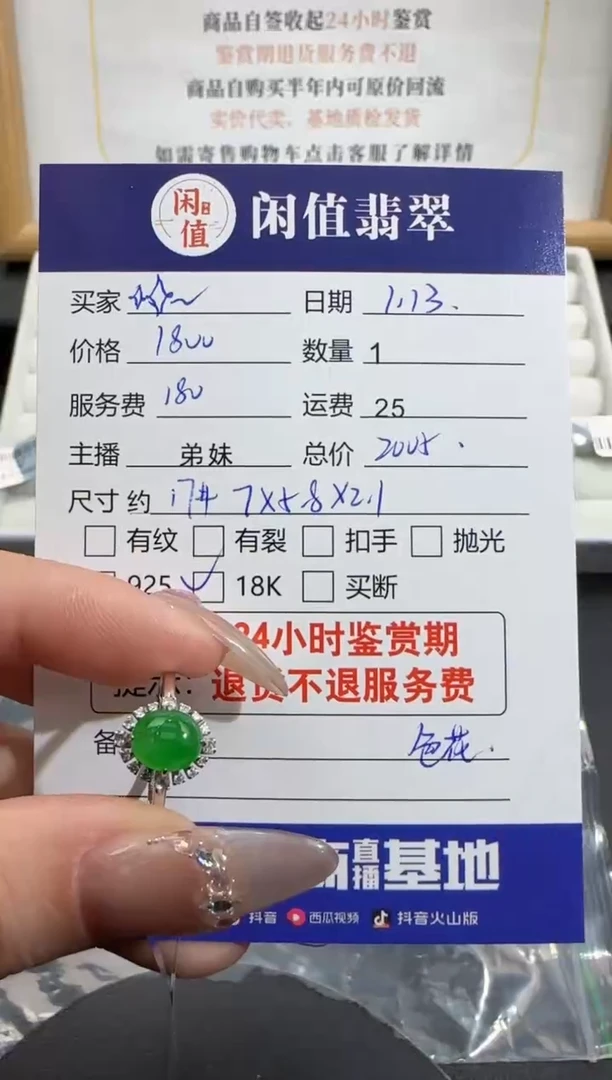 商品自签收起24小时鉴赏
鉴赏期退货服务费不退
商品自购买半年内可原价回流
实价代卖、基地质检发货
如需寄售购物车点击客服了解详情
闲值 闲值翡翠
买家 日期 1.13.
价格 1800 数量 1
服务费 180 运费 25
主播 弟妹 总价 2005.
尺寸约 17# 7X5.8X2.1
有纹 有裂 扣手 抛光
925 18K 买断
24小时鉴赏期
提示: 退货不退服务费
备 色花.
直播基地
抖音 西瓜视频 抖音火山版